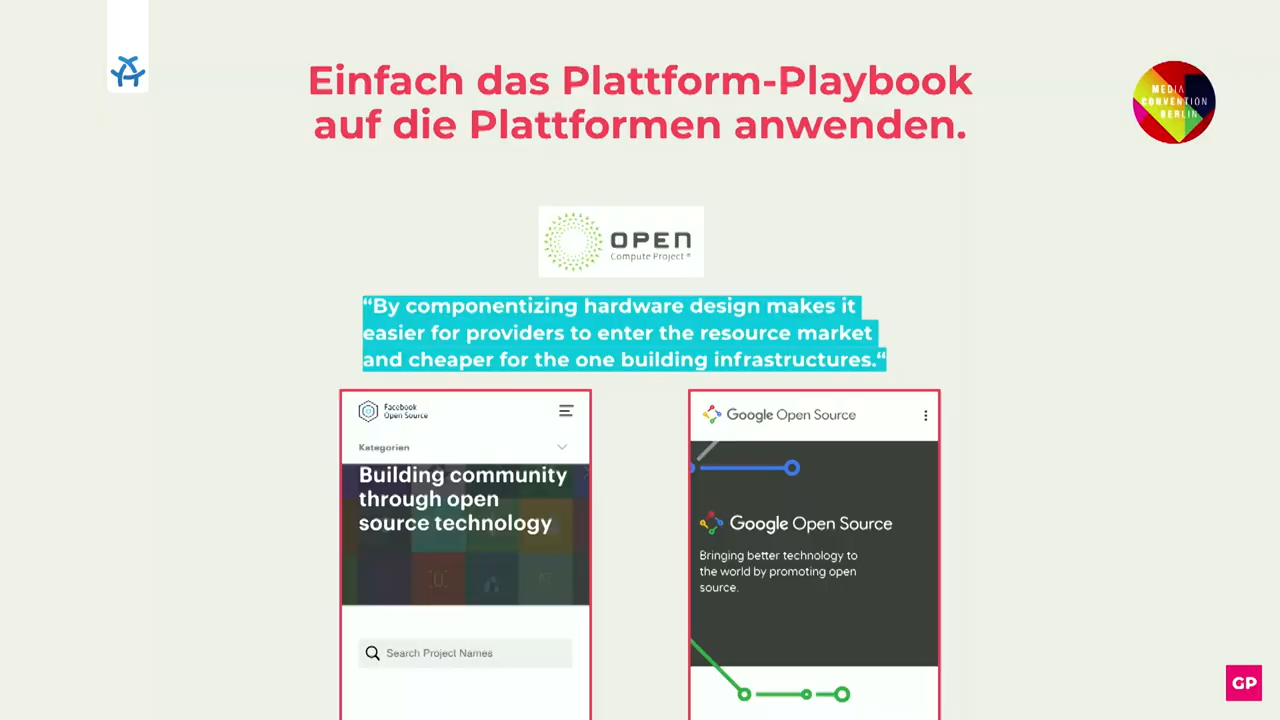 Einfach das Plattform-Playbook
auf die Plattformen anwenden.
MEDIA
CONVENTION
BERLIN
OPEN
Compute Project®
“By componentizing hardware design makes it
easier for providers to enter the resource market
and cheaper for the one building infrastructures.“
Facebook
Open Source
Kategorien
Building community
through open
source technology
Search Project Names
Google Open Source
Google Open Source
Bringing better technology to
the world by promoting open
source.
GP